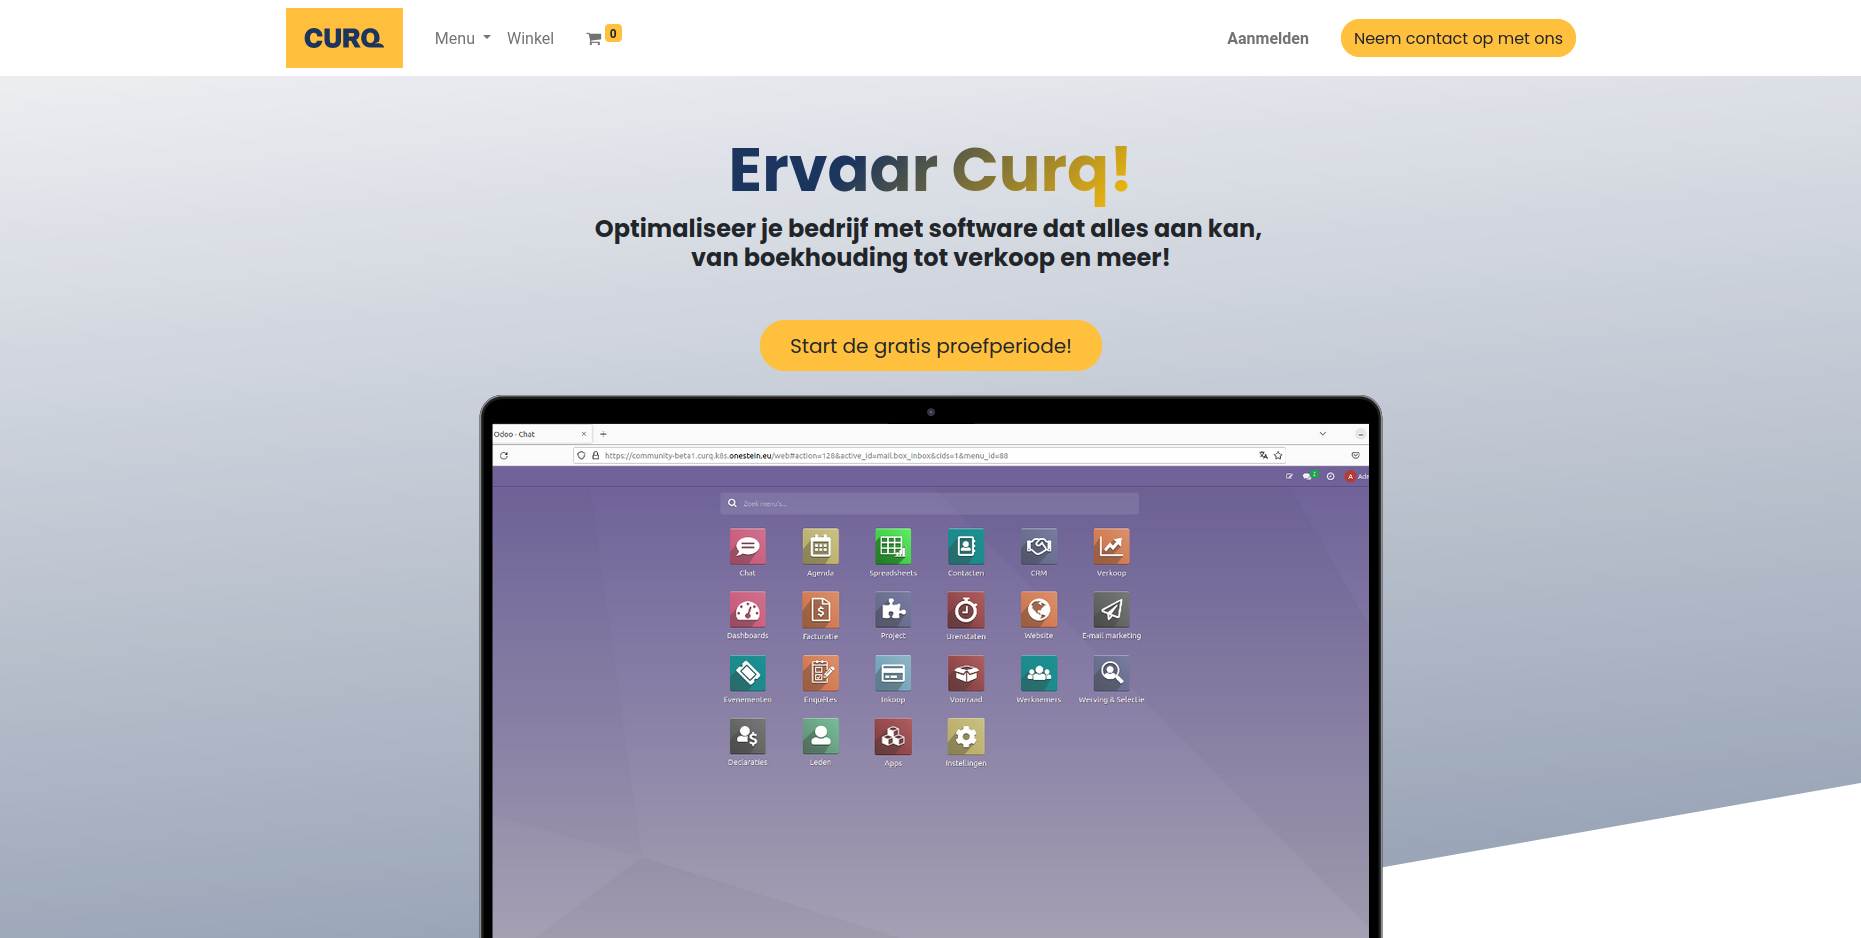 CURQ
Menu
Winkel
0
Aanmelden
Neem contact op met ons
Ervaar Curq!
Optimaliseer je bedrijf met software dat alles aan kan,
van boekhouding tot verkoop en meer!
Start de gratis proefperiode!
Odoo - Chat
https://community-beta1.curq.k8s.onestein.eu/web#action=128&active_id=mail.box_inbox&cids=1&menu_id=88
2
A Adm
Zoek menu's...
Chat Agenda Spreadsheets Contacten CRM Verkoop
Dashboards Facturatie Project Urenstaten Website E-mail marketing
Evenementen Enquêtes Inkoop Voorraad Werknemers Werving & Selectie
Declaraties Leden Apps Instellingen